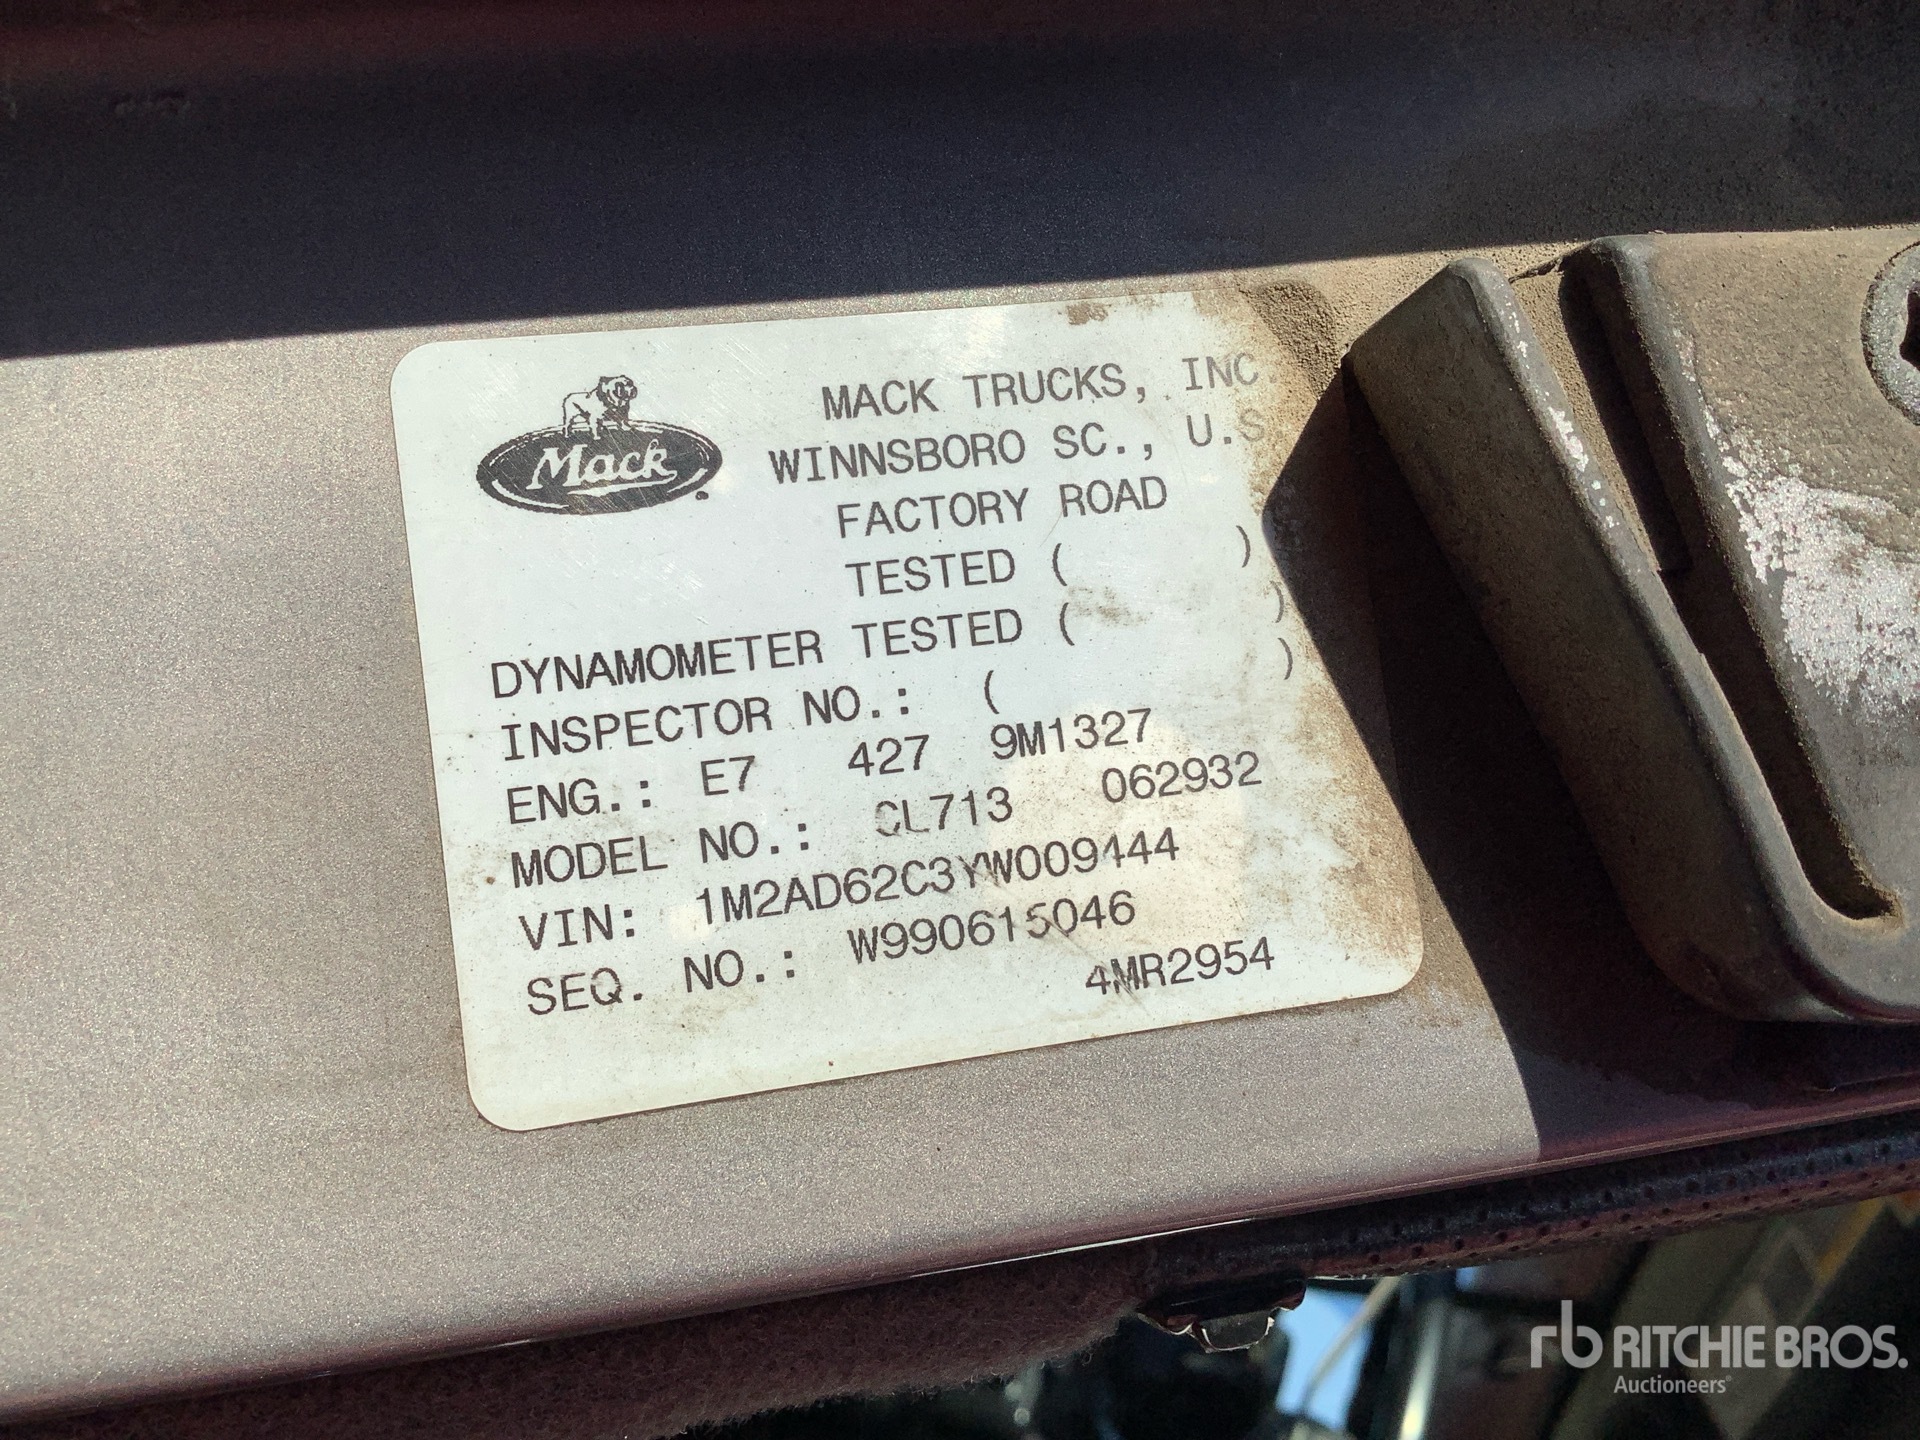 Mack
MACK TRUCKS, INC.
WINNSBORO SC., U.S
FACTORY ROAD
TESTED ( )
DYNAMOMETER TESTED ( )
INSPECTOR NO.: ( )
ENG.: E7 427 9M1327
MODEL NO.: CL713 062932
VIN: 1M2AD62C3YW009444
SEQ. NO.: W990615046
4MR2954
rb RITCHIE BROS.
Auctioneers